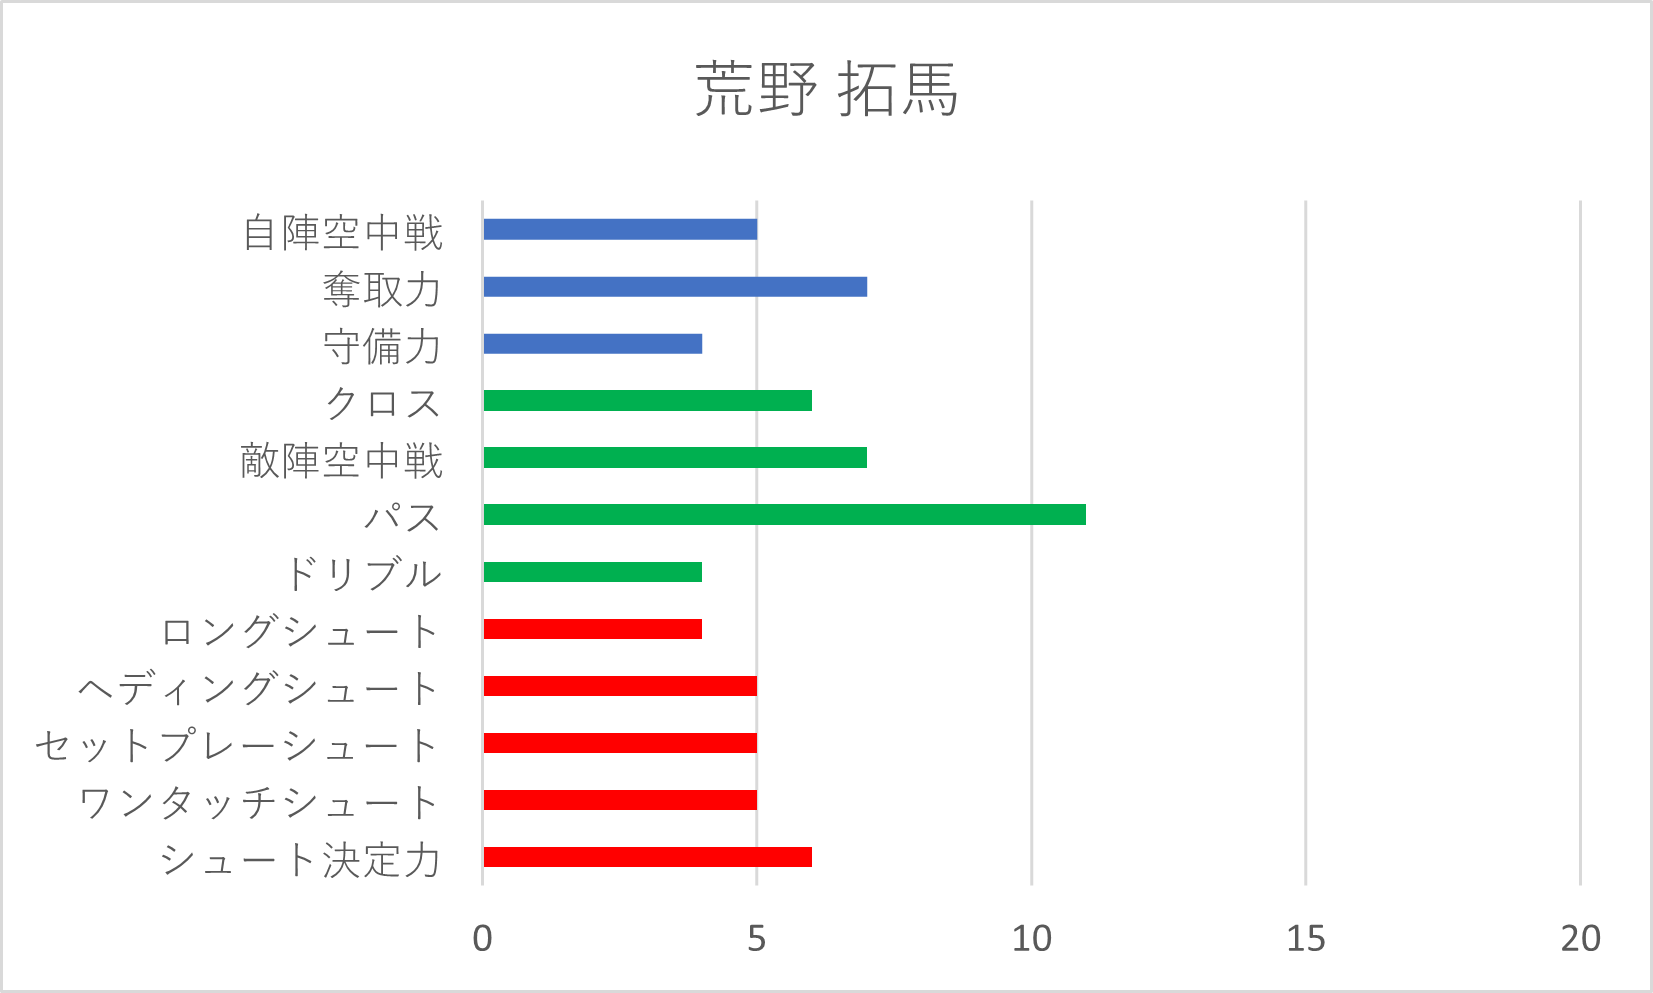 荒野 拓馬
自陣空中戦
奪取力
守備力
クロス
敵陣空中戦
パス
ドリブル
ロングシュート
ヘディングシュート
セットプレーシュート
ワンタッチシュート
シュート決定力
0 5 10 15 20